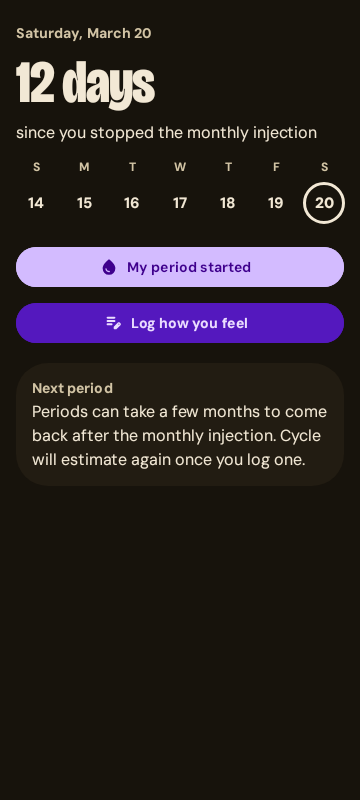 Saturday, March 20
12 days
since you stopped the monthly injection
S M T W T F S
14 15 16 17 18 19 20
My period started
Log how you feel
Next period
Periods can take a few months to come
back after the monthly injection. Cycle
will estimate again once you log one.